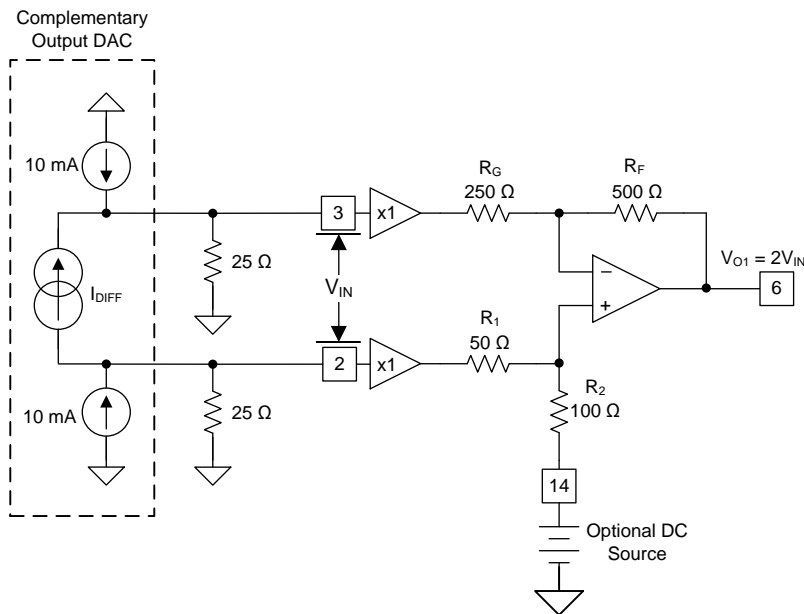 Complementary
Output DAC
10 mA
I_DIFF
10 mA
25 Ω
25 Ω
3
V_IN
2
x1
x1
R_G
250 Ω
R_F
500 Ω
R_1
50 Ω
−
+
R_2
100 Ω
V_O1 = 2V_IN
6
14
Optional DC
Source